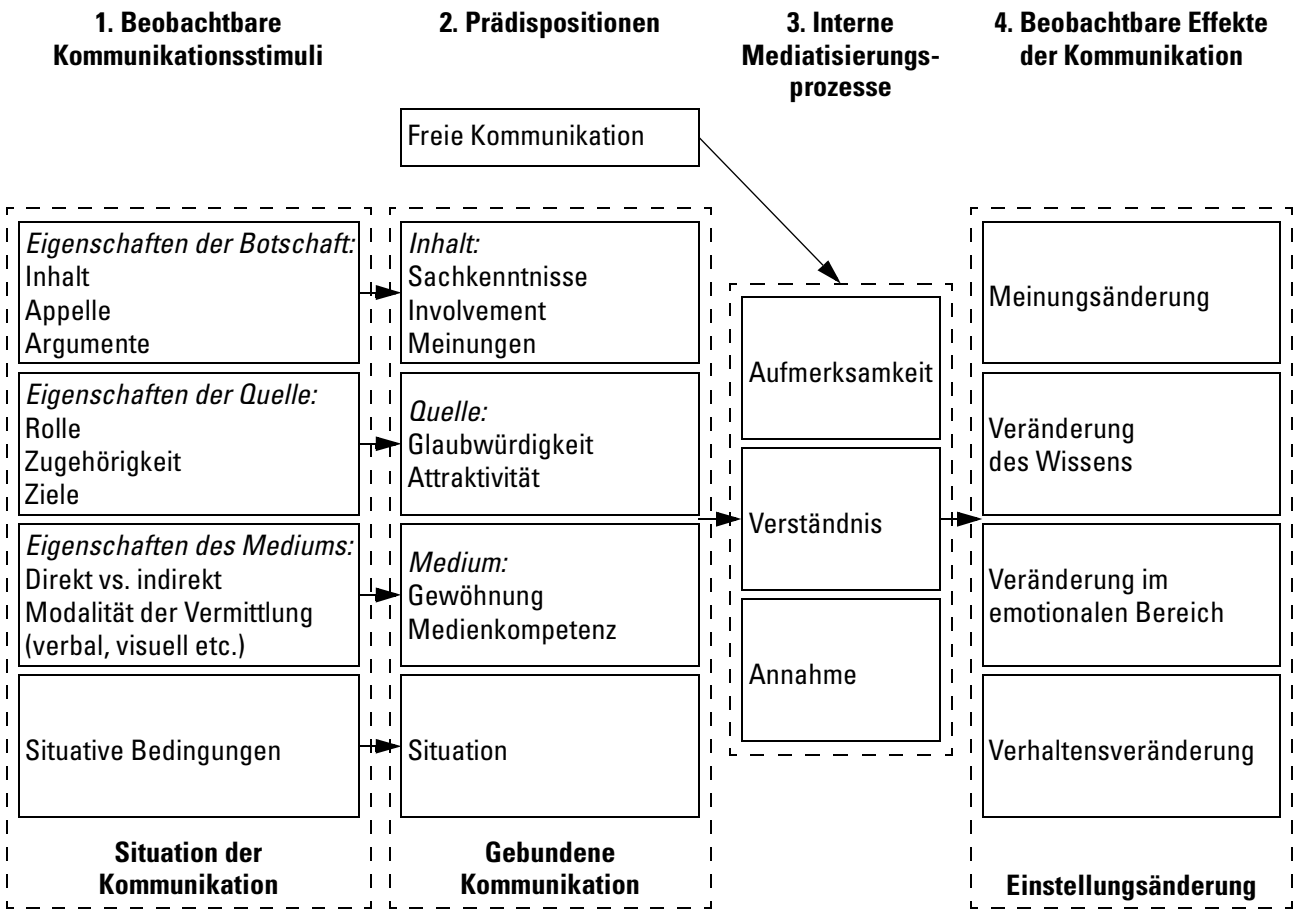 1. Beobachtbare
Kommunikationsstimuli
2. Prädispositionen
3. Interne
Mediatisierungs-
prozesse
4. Beobachtbare Effekte
der Kommunikation
Freie Kommunikation
Eigenschaften der Botschaft:
Inhalt
Appelle
Argumente
Eigenschaften der Quelle:
Rolle
Zugehörigkeit
Ziele
Eigenschaften des Mediums:
Direkt vs. indirekt
Modalität der Vermittlung
(verbal, visuell etc.)
Situative Bedingungen
Situation der
Kommunikation
Inhalt:
Sachkenntnisse
Involvement
Meinungen
Quelle:
Glaubwürdigkeit
Attraktivität
Medium:
Gewöhnung
Medienkompetenz
Situation
Gebundene
Kommunikation
Aufmerksamkeit
Verständnis
Annahme
Meinungsänderung
Veränderung
des Wissens
Veränderung im
emotionalen Bereich
Verhaltensveränderung
Einstellungsänderung